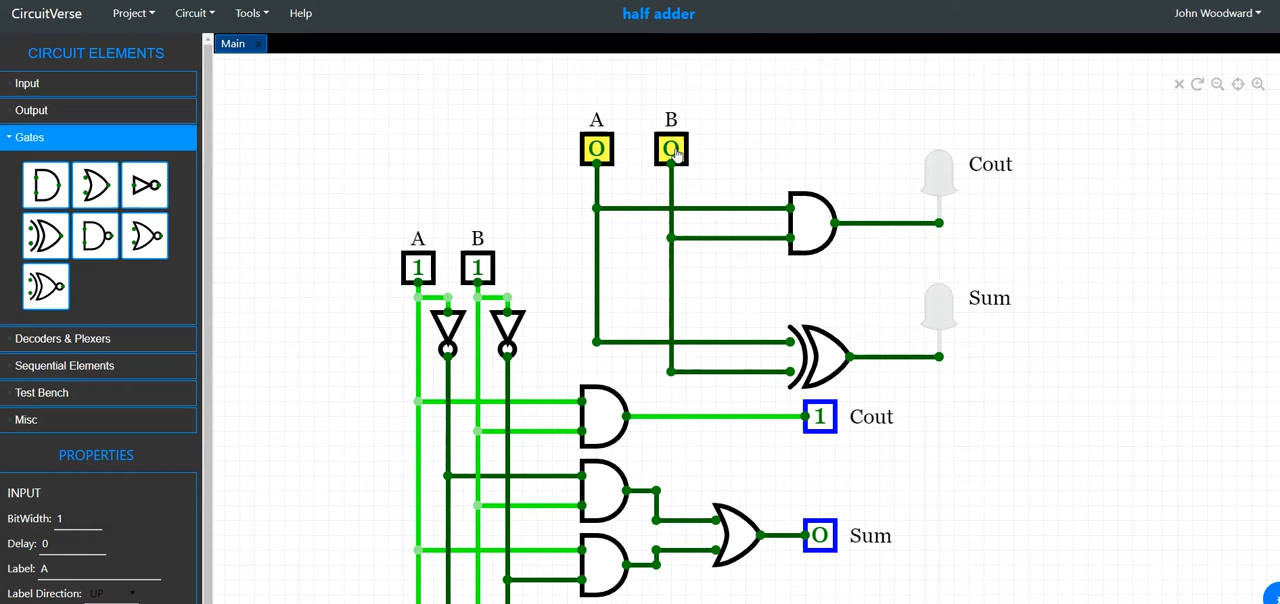 CircuitVerse Project Circuit Tools Help half adder John Woodward
Main x
CIRCUIT ELEMENTS
Input
Output
Gates
Decoders & Plexers
Sequential Elements
Test Bench
Misc
PROPERTIES
INPUT
BitWidth: 1
Delay: 0
Label: A
Label Direction: UP
A B
0 0
Cout
Sum
A B
1 1
1 Cout
0 Sum